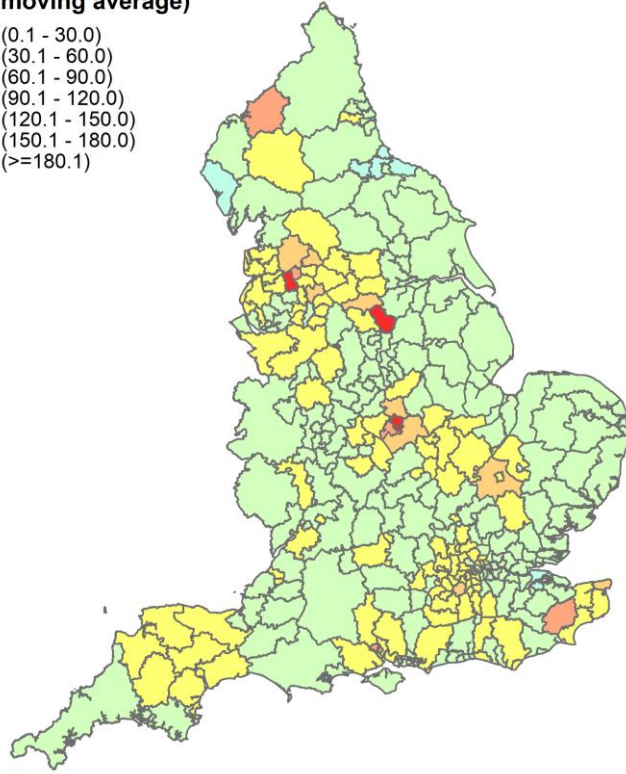 moving average)
(0.1 - 30.0)
(30.1 - 60.0)
(60.1 - 90.0)
(90.1 - 120.0)
(120.1 - 150.0)
(150.1 - 180.0)
(>=180.1)